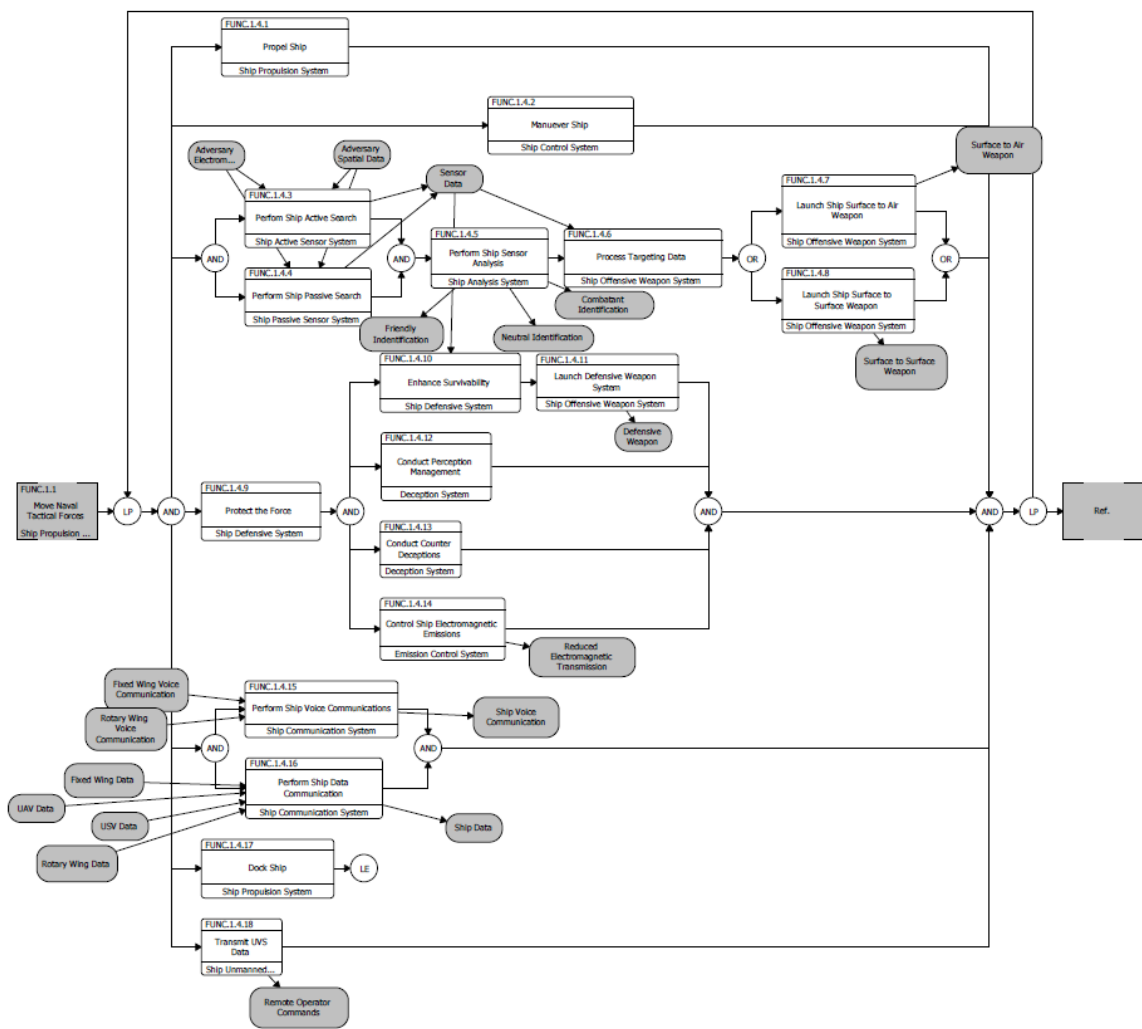 FUNC.1.4.1
Propel Ship
Ship Propulsion System
FUNC.1.4.2
Manuever Ship
Ship Control System
Adversary
Electrom...
Adversary
Spatial Data
Sensor
Data
Surface to Air
Weapon
FUNC.1.4.3
Perform Ship Active Search
Ship Active Sensor System
AND
FUNC.1.4.4
Perform Ship Passive Search
Ship Passive Sensor System
AND
FUNC.1.4.5
Perform Ship Sensor
Analysis
Ship Analysis System
FUNC.1.4.6
Process Targeting Data
Ship Offensive Weapon System
OR
FUNC.1.4.7
Launch Ship Surface to Air
Weapon
Ship Offensive Weapon System
FUNC.1.4.8
Launch Ship Surface to
Surface Weapon
Ship Offensive Weapon System
OR
Combatant
Identification
Friendly
Indentification
Neutral Identification
Surface to Surface
Weapon
FUNC.1.4.10
Enhance Survivability
Ship Defensive System
FUNC.1.4.11
Launch Defensive Weapon
System
Ship Offensive Weapon System
Defensive
Weapon
FUNC.1.4.12
Conduct Perception
Management
Deception System
FUNC.1.1
Move Naval
Tactical Forces
Ship Propulsion ...
LP
AND
FUNC.1.4.9
Protect the Force
Ship Defensive System
AND
AND
AND
LP
Ref.
FUNC.1.4.13
Conduct Counter
Deceptions
Deception System
FUNC.1.4.14
Control Ship Electromagnetic
Emissions
Emission Control System
Reduced
Electromagnetic
Transmission
Fixed Wing Voice
Communication
Rotary Wing
Voice
Communication
FUNC.1.4.15
Perform Ship Voice Communications
Ship Communication System
Ship Voice
Communication
AND
AND
FUNC.1.4.16
Perform Ship Data
Communication
Ship Communication System
Fixed Wing Data
UAV Data
USV Data
Rotary Wing Data
Ship Data
FUNC.1.4.17
Dock Ship
Ship Propulsion System
LE
FUNC.1.4.18
Transmit UVS
Data
Ship Unmanned...
Remote Operator
Commands